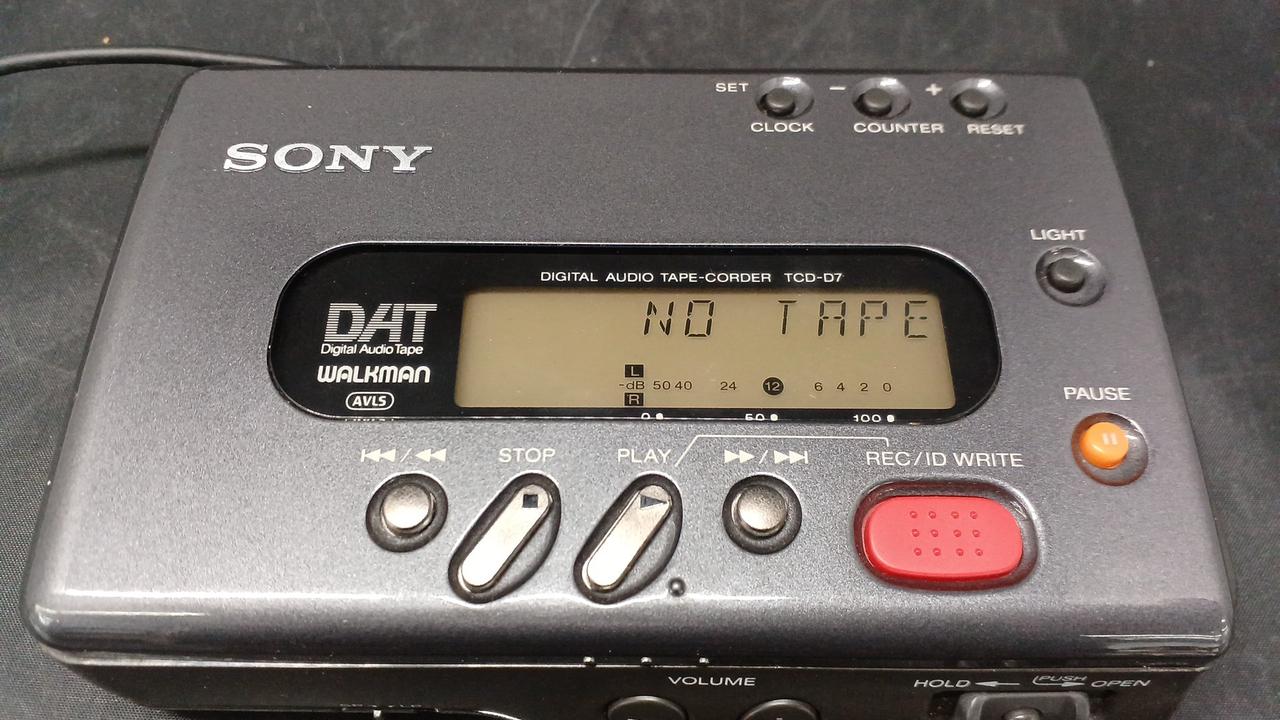 SET - +
CLOCK COUNTER RESET
SONY
LIGHT
DIGITAL AUDIO TAPE-CORDER TCD-D7
NO TAPE
DAT
Digital Audio Tape
WALKMAN
AVLS
L
-dB 50 40 24 12 6 4 2 0
R
0 50 100
PAUSE
STOP PLAY REC/ID WRITE
VOLUME
HOLD PUSH OPEN